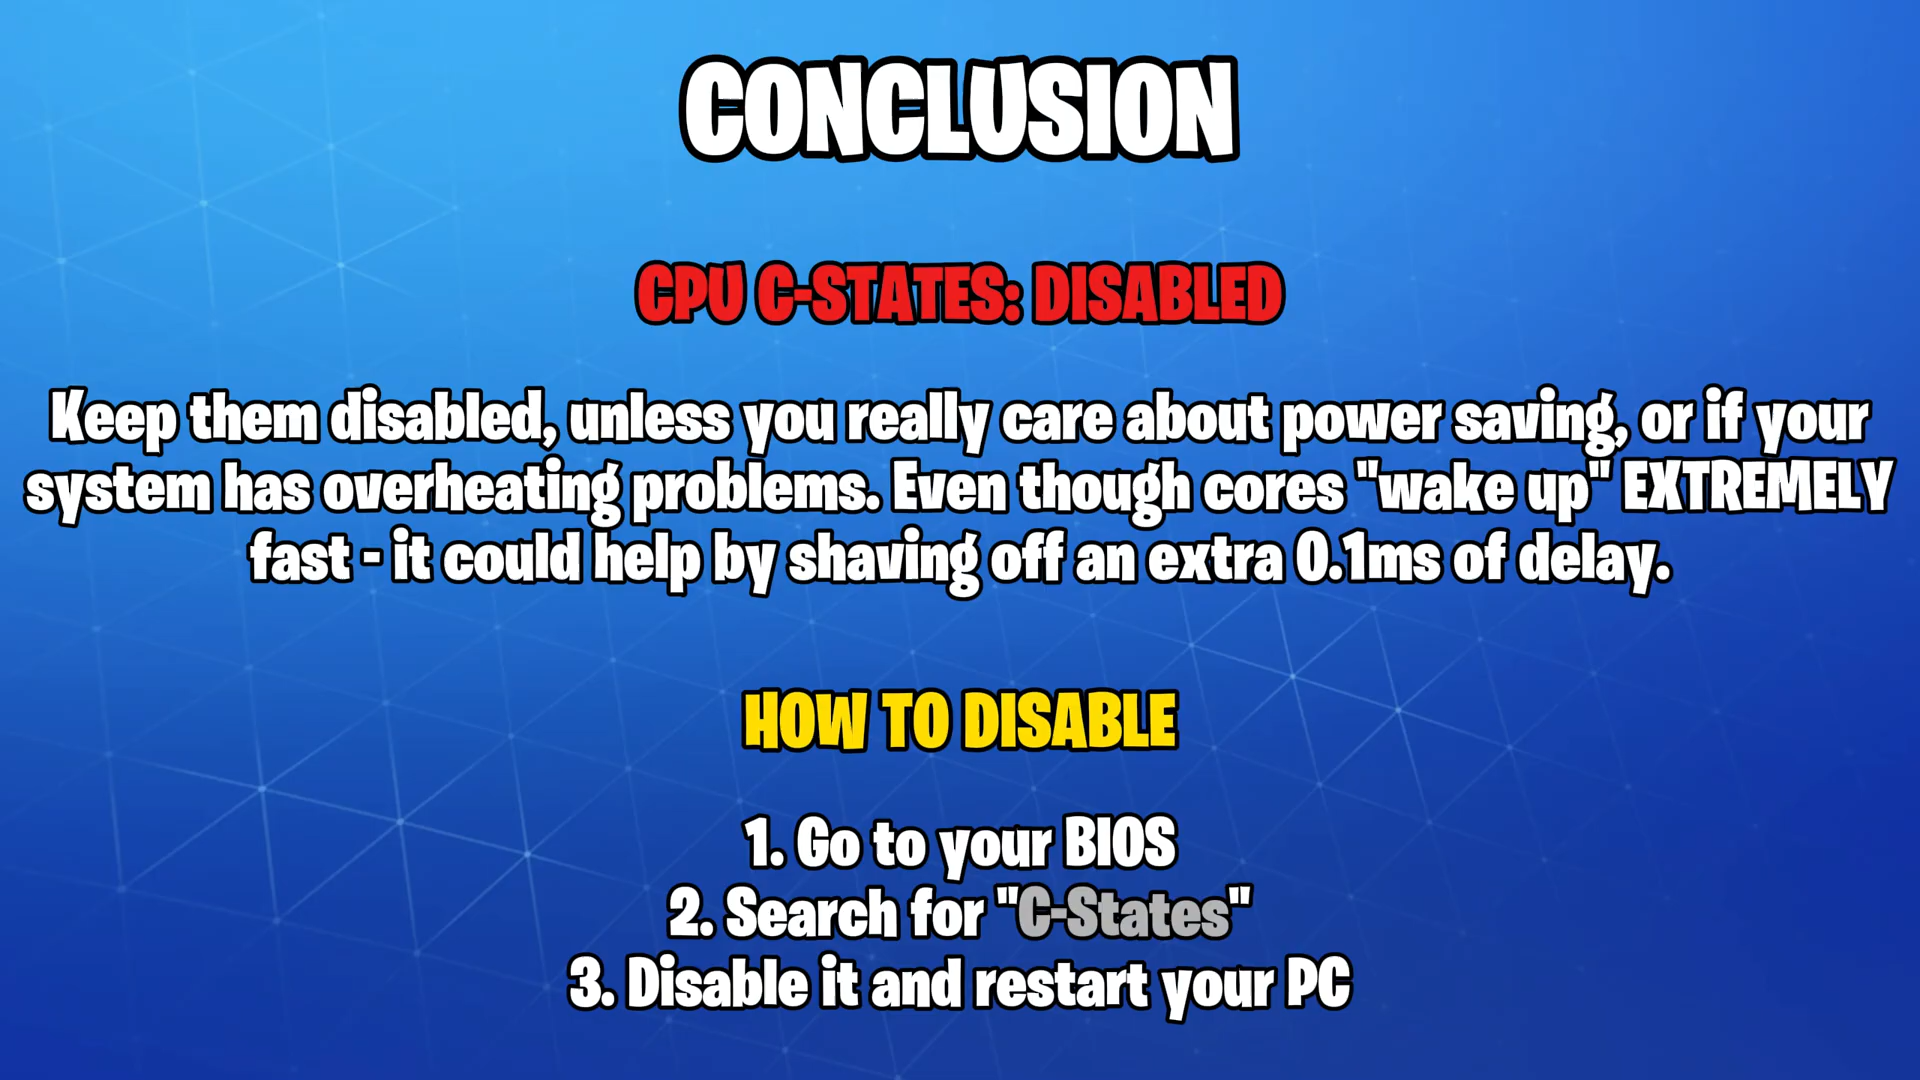 CONCLUSION
CPU C-STATES: DISABLED
Keep them disabled, unless you really care about power saving, or if your
system has overheating problems. Even though cores "wake up" EXTREMELY
fast - it could help by shaving off an extra 0.1ms of delay.
HOW TO DISABLE
1. Go to your BIOS
2. Search for "C-States"
3. Disable it and restart your PC